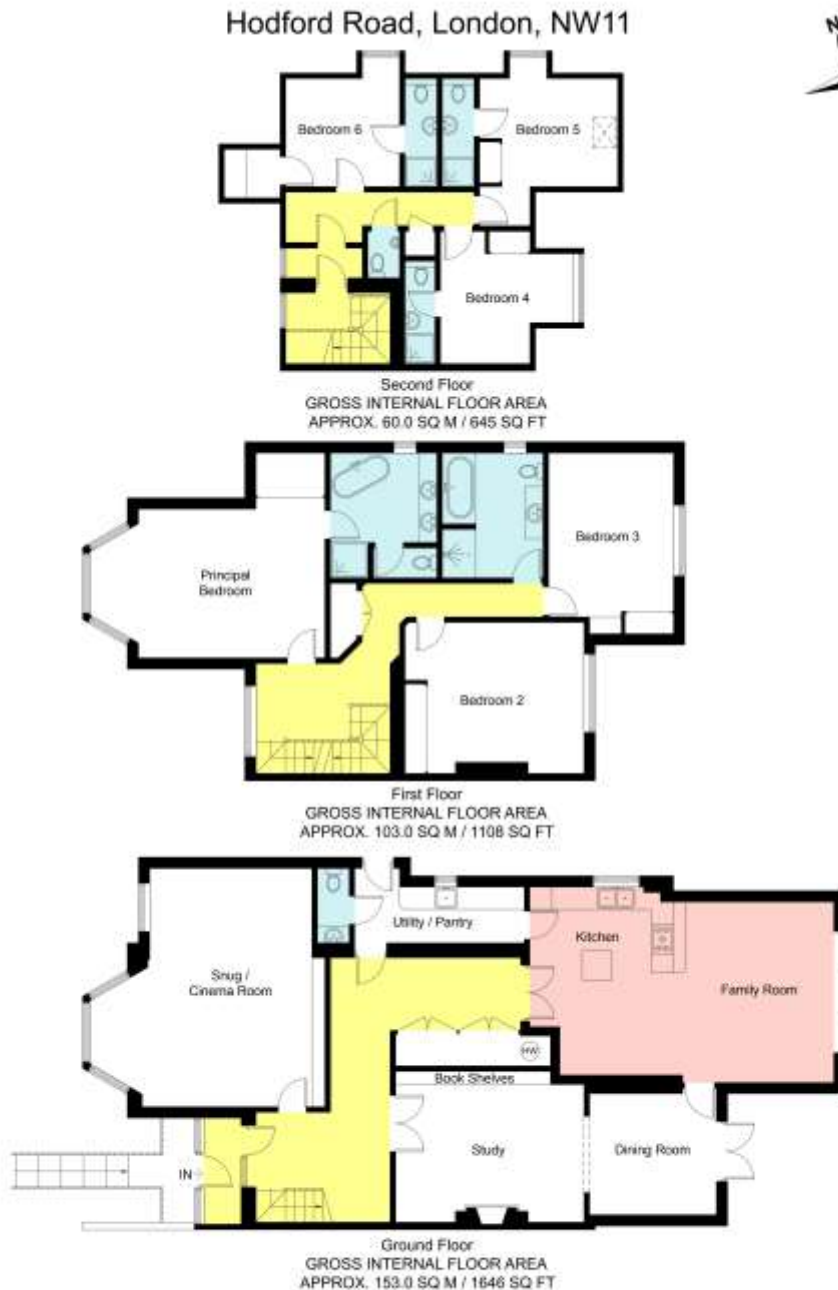 Hodford Road, London, NW11
N
Bedroom 6
Bedroom 5
Bedroom 4
Second Floor
GROSS INTERNAL FLOOR AREA
APPROX. 60.0 SQ M / 645 SQ FT
Principal
Bedroom
Bedroom 3
Bedroom 2
First Floor
GROSS INTERNAL FLOOR AREA
APPROX. 103.0 SQ M / 1108 SQ FT
Utility / Pantry
Kitchen
Snug /
Cinema Room
Family Room
HW
Book Shelves
IN
Study
Dining Room
Ground Floor
GROSS INTERNAL FLOOR AREA
APPROX. 153.0 SQ M / 1646 SQ FT